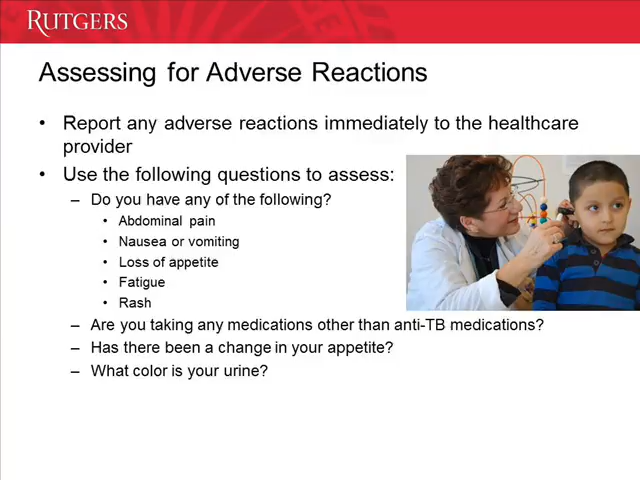 RUTGERS
Assessing for Adverse Reactions
• Report any adverse reactions immediately to the healthcare
provider
• Use the following questions to assess:
– Do you have any of the following?
• Abdominal pain
• Nausea or vomiting
• Loss of appetite
• Fatigue
• Rash
– Are you taking any medications other than anti-TB medications?
– Has there been a change in your appetite?
– What color is your urine?